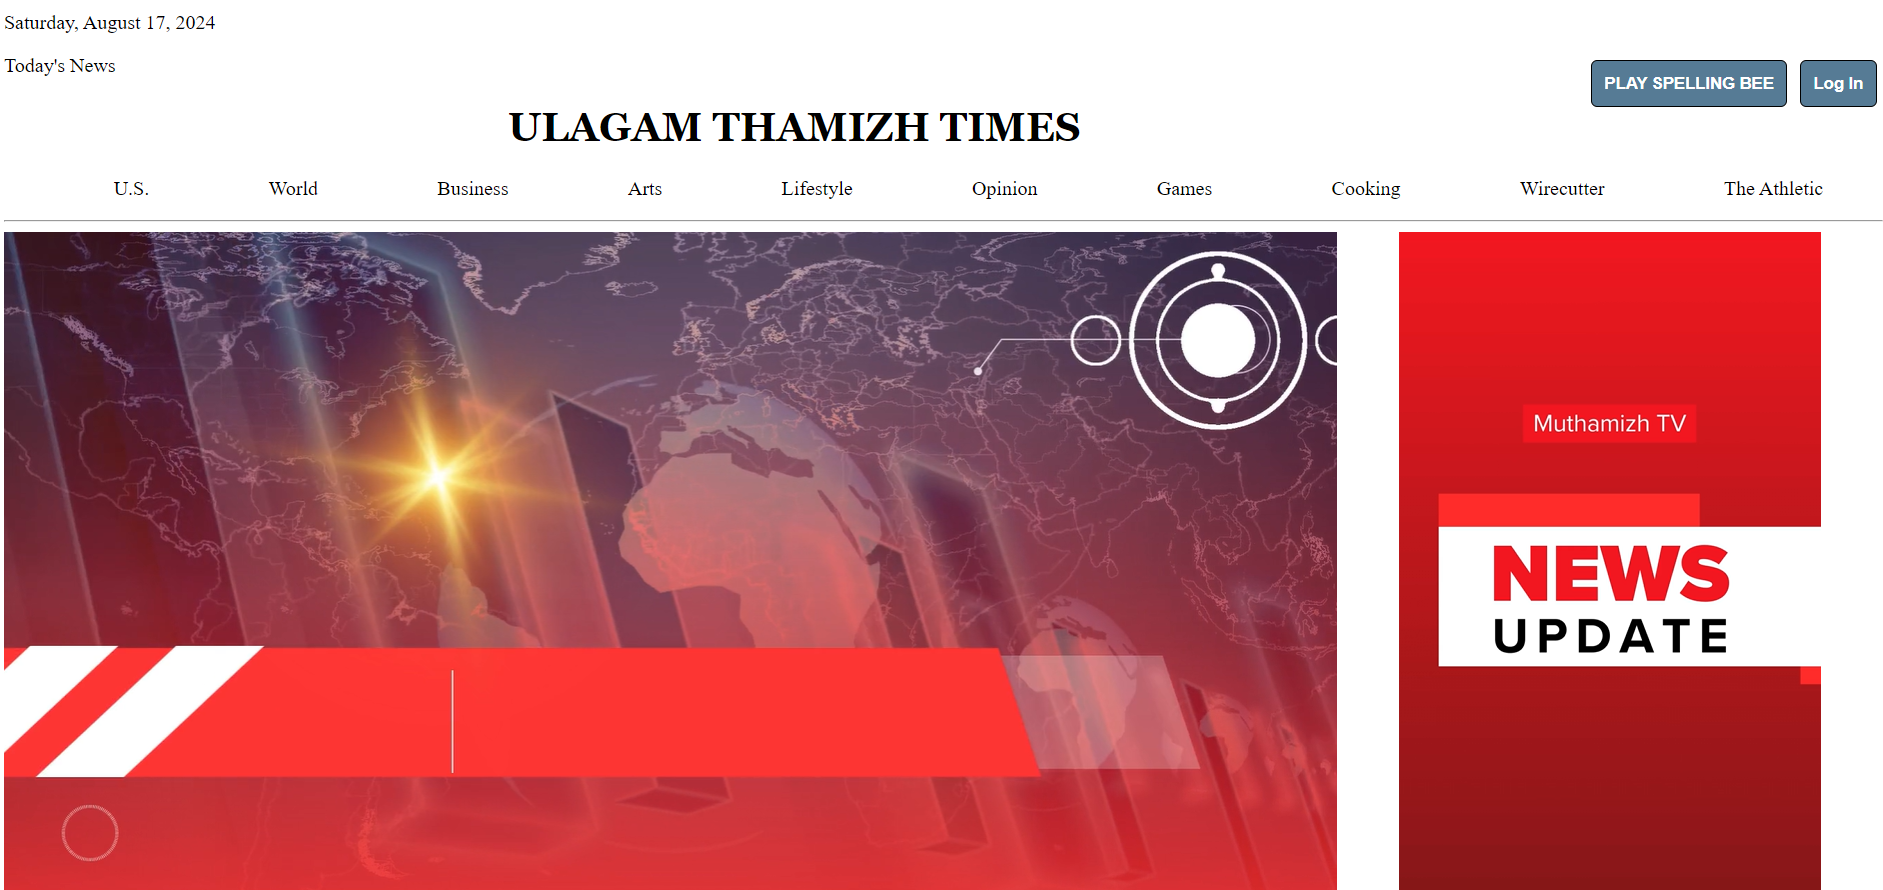 Saturday, August 17, 2024
Today's News
PLAY SPELLING BEE
Log In
ULAGAM THAMIZH TIMES
U.S. World Business Arts Lifestyle Opinion Games Cooking Wirecutter The Athletic
Muthamizh TV
NEWS
UPDATE